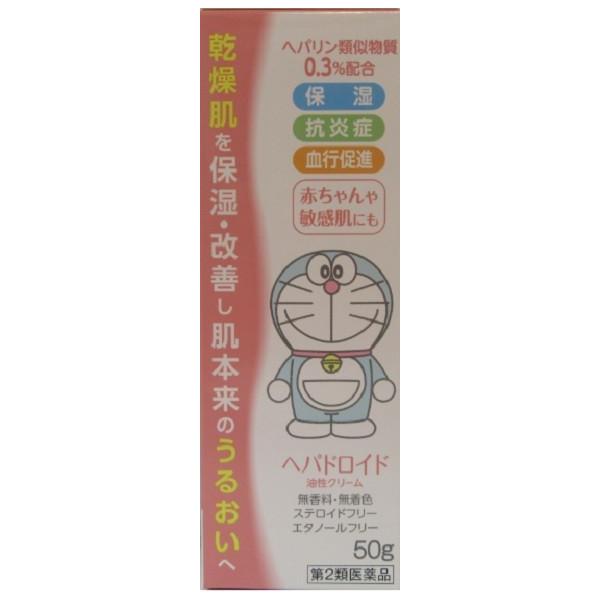 乾燥肌を保湿・改善し肌本来のうるおいへ
ヘパリン類似物質
0.3%配合
保湿
抗炎症
血行促進
赤ちゃんや
敏感肌にも
ヘパドロイド
油性クリーム
無香料・無着色
ステロイドフリー
エタノールフリー
50g
第2類医薬品